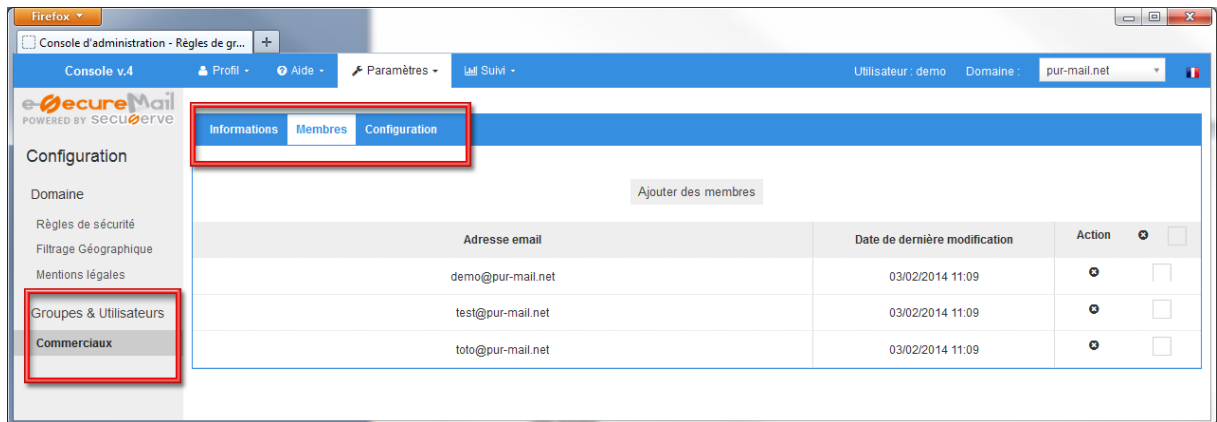 Firefox
Console d'administration - Règles de gr...
+
Console v.4 Profil Aide Paramètres Suivi Utilisateur : demo Domaine : pur-mail.net
e-SecureMail
POWERED BY secuserve
Informations Membres Configuration
Configuration
Domaine
Règles de sécurité
Filtrage Géographique
Mentions légales
Groupes & Utilisateurs
Commerciaux
Ajouter des membres
Adresse email Date de dernière modification Action
demo@pur-mail.net 03/02/2014 11:09
test@pur-mail.net 03/02/2014 11:09
toto@pur-mail.net 03/02/2014 11:09